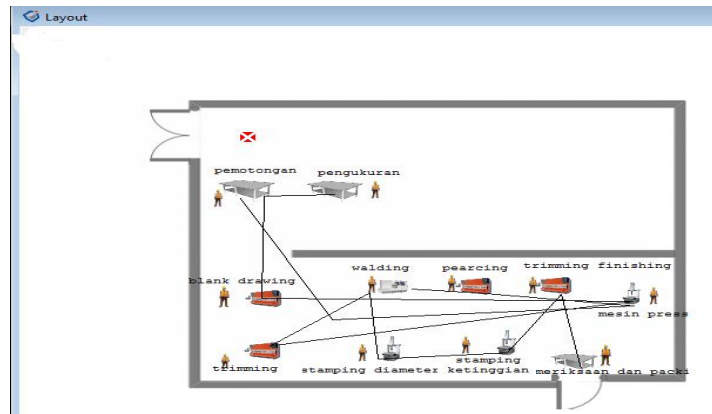 Layout
pemotongan
pengukuran
blank drawing
walding
pearcing
trimming finishing
mesin press
trimming
stamping diameter
stamping
ketinggian
meriksaan dan packi